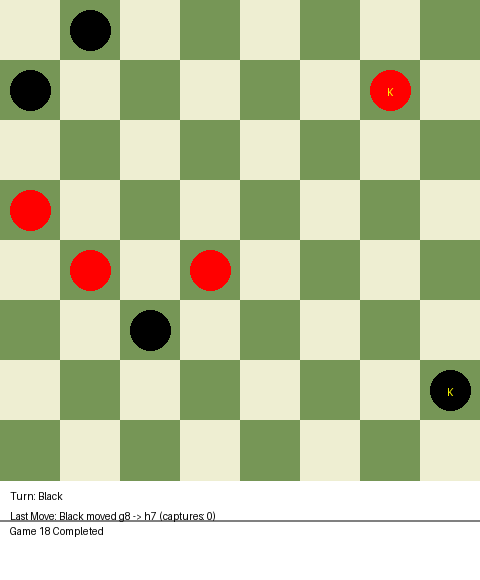 K
K
Turn: Black
Last Move: Black moved g8 -> h7 (captures: 0)
Game 18 Completed